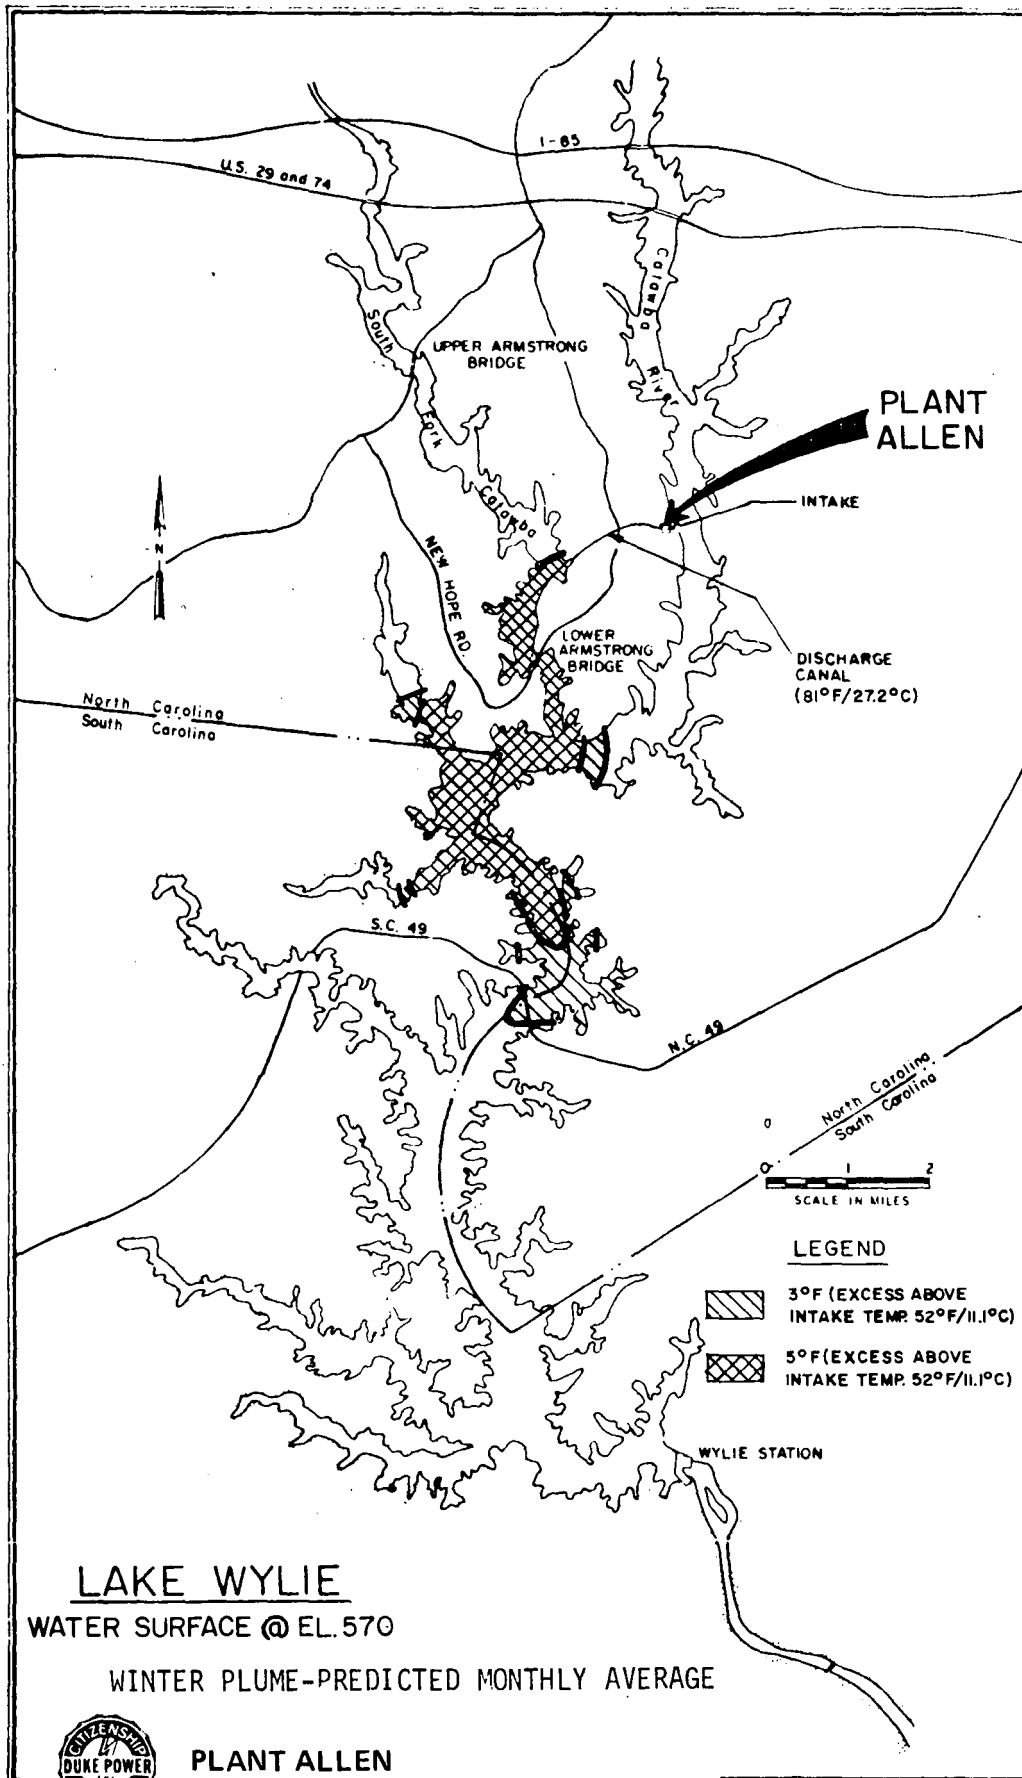 I-85
U.S. 29 and 74
Catawba
River
South
Fork
Catawba
UPPER ARMSTRONG
BRIDGE
PLANT
ALLEN
INTAKE
N
NEW HOPE RD.
LOWER
ARMSTRONG
BRIDGE
DISCHARGE
CANAL
(81°F/27.2°C)
North Carolina
South Carolina
S.C. 49
N.C. 49
North Carolina
South Carolina
0 1 2
SCALE IN MILES
LEGEND
3°F (EXCESS ABOVE
INTAKE TEMP. 52°F/11.1°C)
5°F (EXCESS ABOVE
INTAKE TEMP. 52°F/11.1°C)
WYLIE STATION
LAKE WYLIE
WATER SURFACE @ EL. 570
WINTER PLUME-PREDICTED MONTHLY AVERAGE
CITIZENSHIP
DUKE POWER
PLANT ALLEN